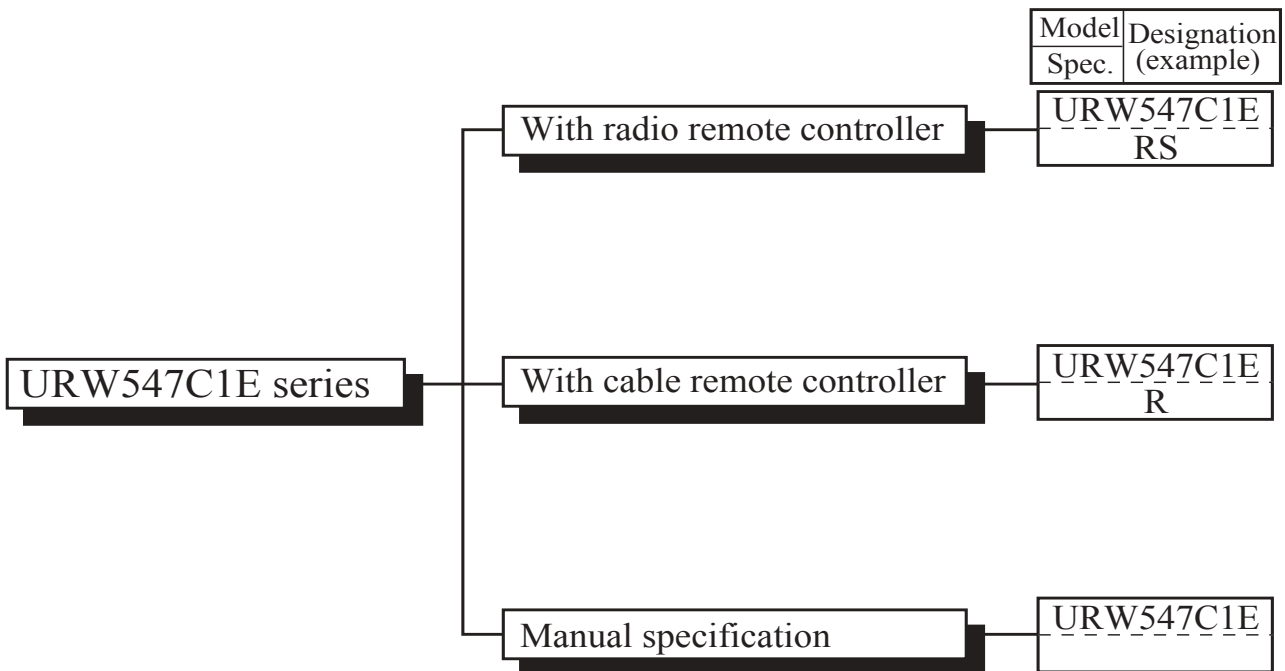 Model
Spec.
Designation
(example)
With radio remote controller
URW547C1E
RS
URW547C1E series
With cable remote controller
URW547C1E
R
Manual specification
URW547C1E